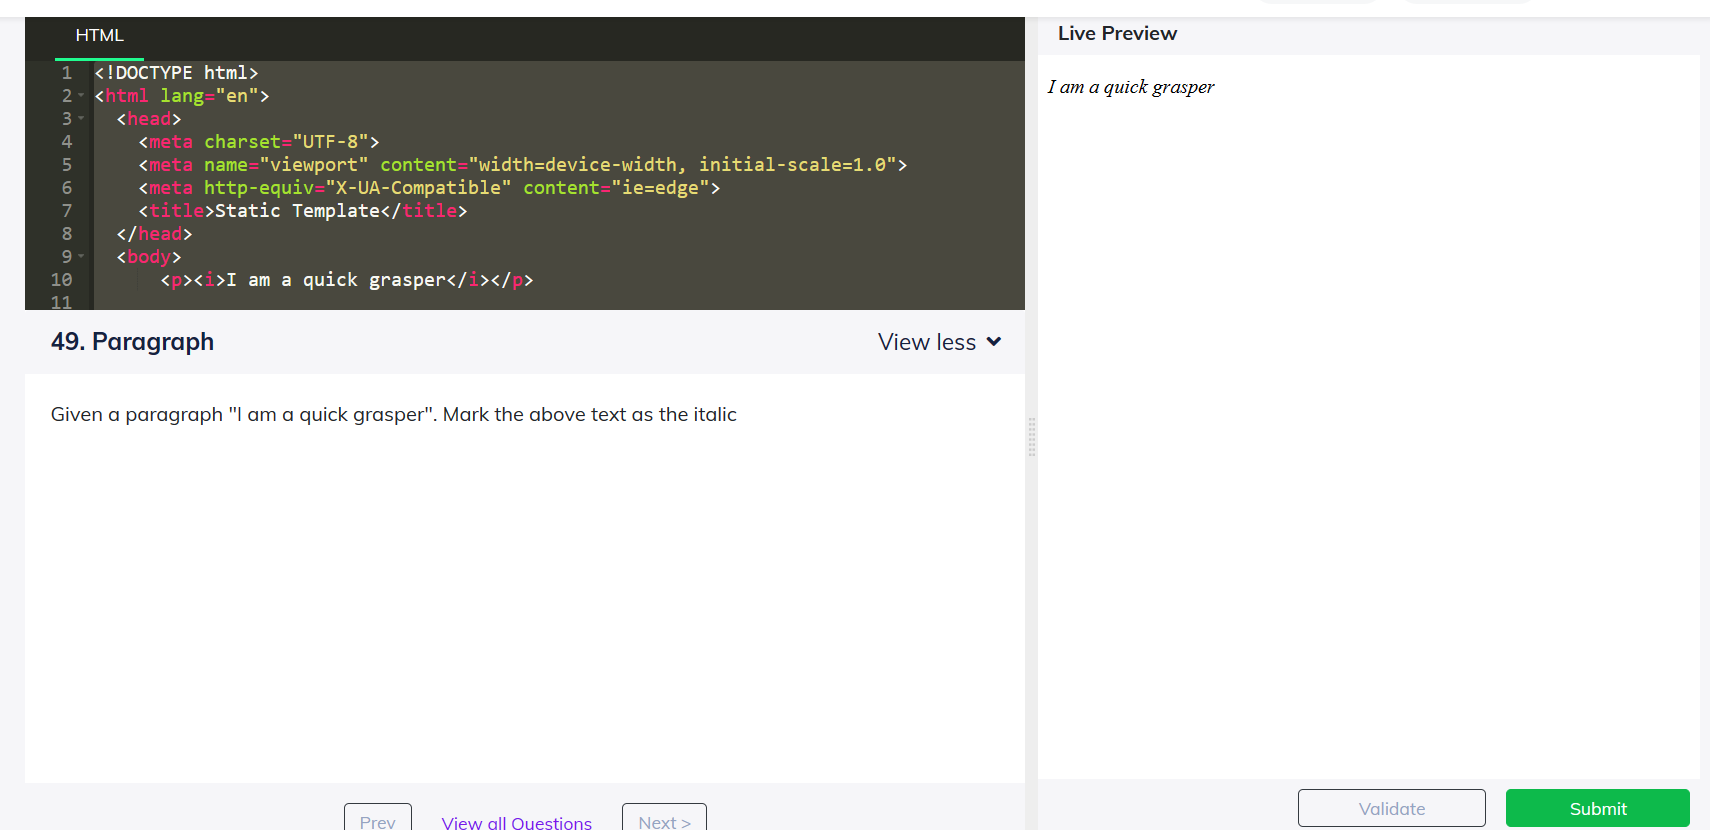 HTML
1 <!DOCTYPE html>
2 <html lang="en">
3 <head>
4 <meta charset="UTF-8">
5 <meta name="viewport" content="width=device-width, initial-scale=1.0">
6 <meta http-equiv="X-UA-Compatible" content="ie=edge">
7 <title>Static Template</title>
8 </head>
9 <body>
10 <p><i>I am a quick grasper</i></p>
11
49. Paragraph
View less
Given a paragraph "I am a quick grasper". Mark the above text as the italic
Prev
View all Questions
Next >
Live Preview
I am a quick grasper
Validate
Submit